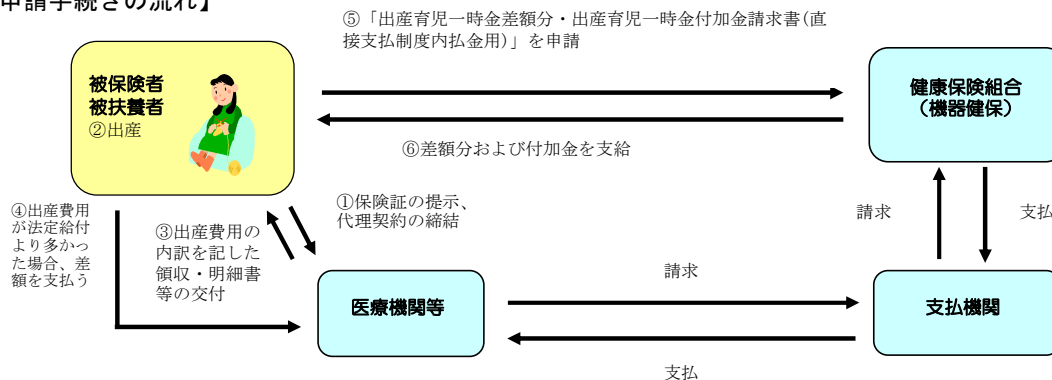 申請手続きの流れ】
⑤「出産育児一時金差額分・出産育児一時金付加金請求書(直
接支払制度内払金用)」を申請
被保険者
被扶養者
②出産
健康保険組合
（機器健保）
⑥差額分および付加金を支給
①保険証の提示、
代理契約の締結
④出産費用
が法定給付
より多かっ
た場合、差
額を支払う
③出産費用の
内訳を記した
領収・明細書
等の交付
請求
支払
医療機関等
請求
支払機関
支払